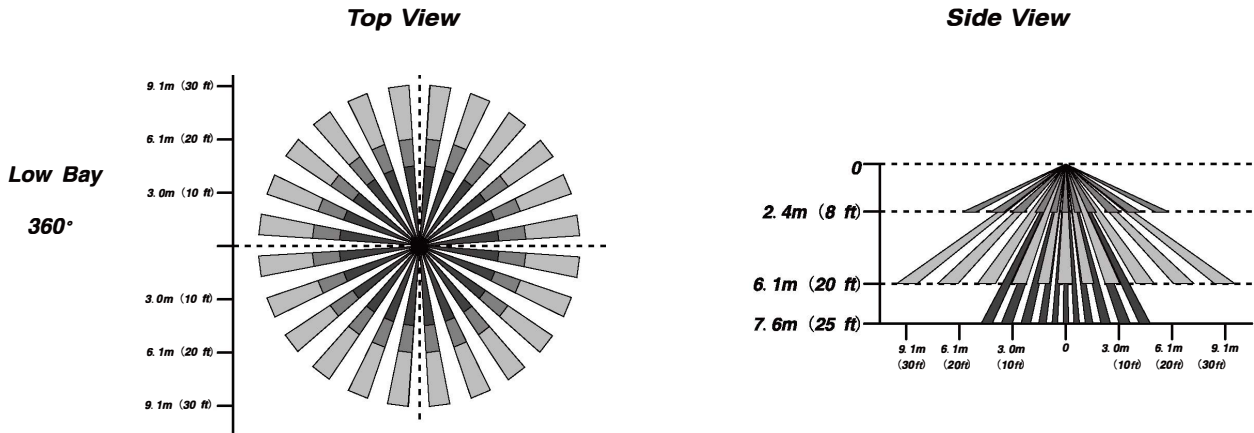 Top View
Side View
Low Bay
360°
9.1m (30 ft)
6.1m (20 ft)
3.0m (10 ft)
3.0m (10 ft)
6.1m (20 ft)
9.1m (30 ft)
0
2.4m (8 ft)
6.1m (20 ft)
7.6m (25 ft)
9.1m
(30ft)
6.1m
(20ft)
3.0m
(10ft)
0
3.0m
(10ft)
6.1m
(20ft)
9.1m
(30ft)